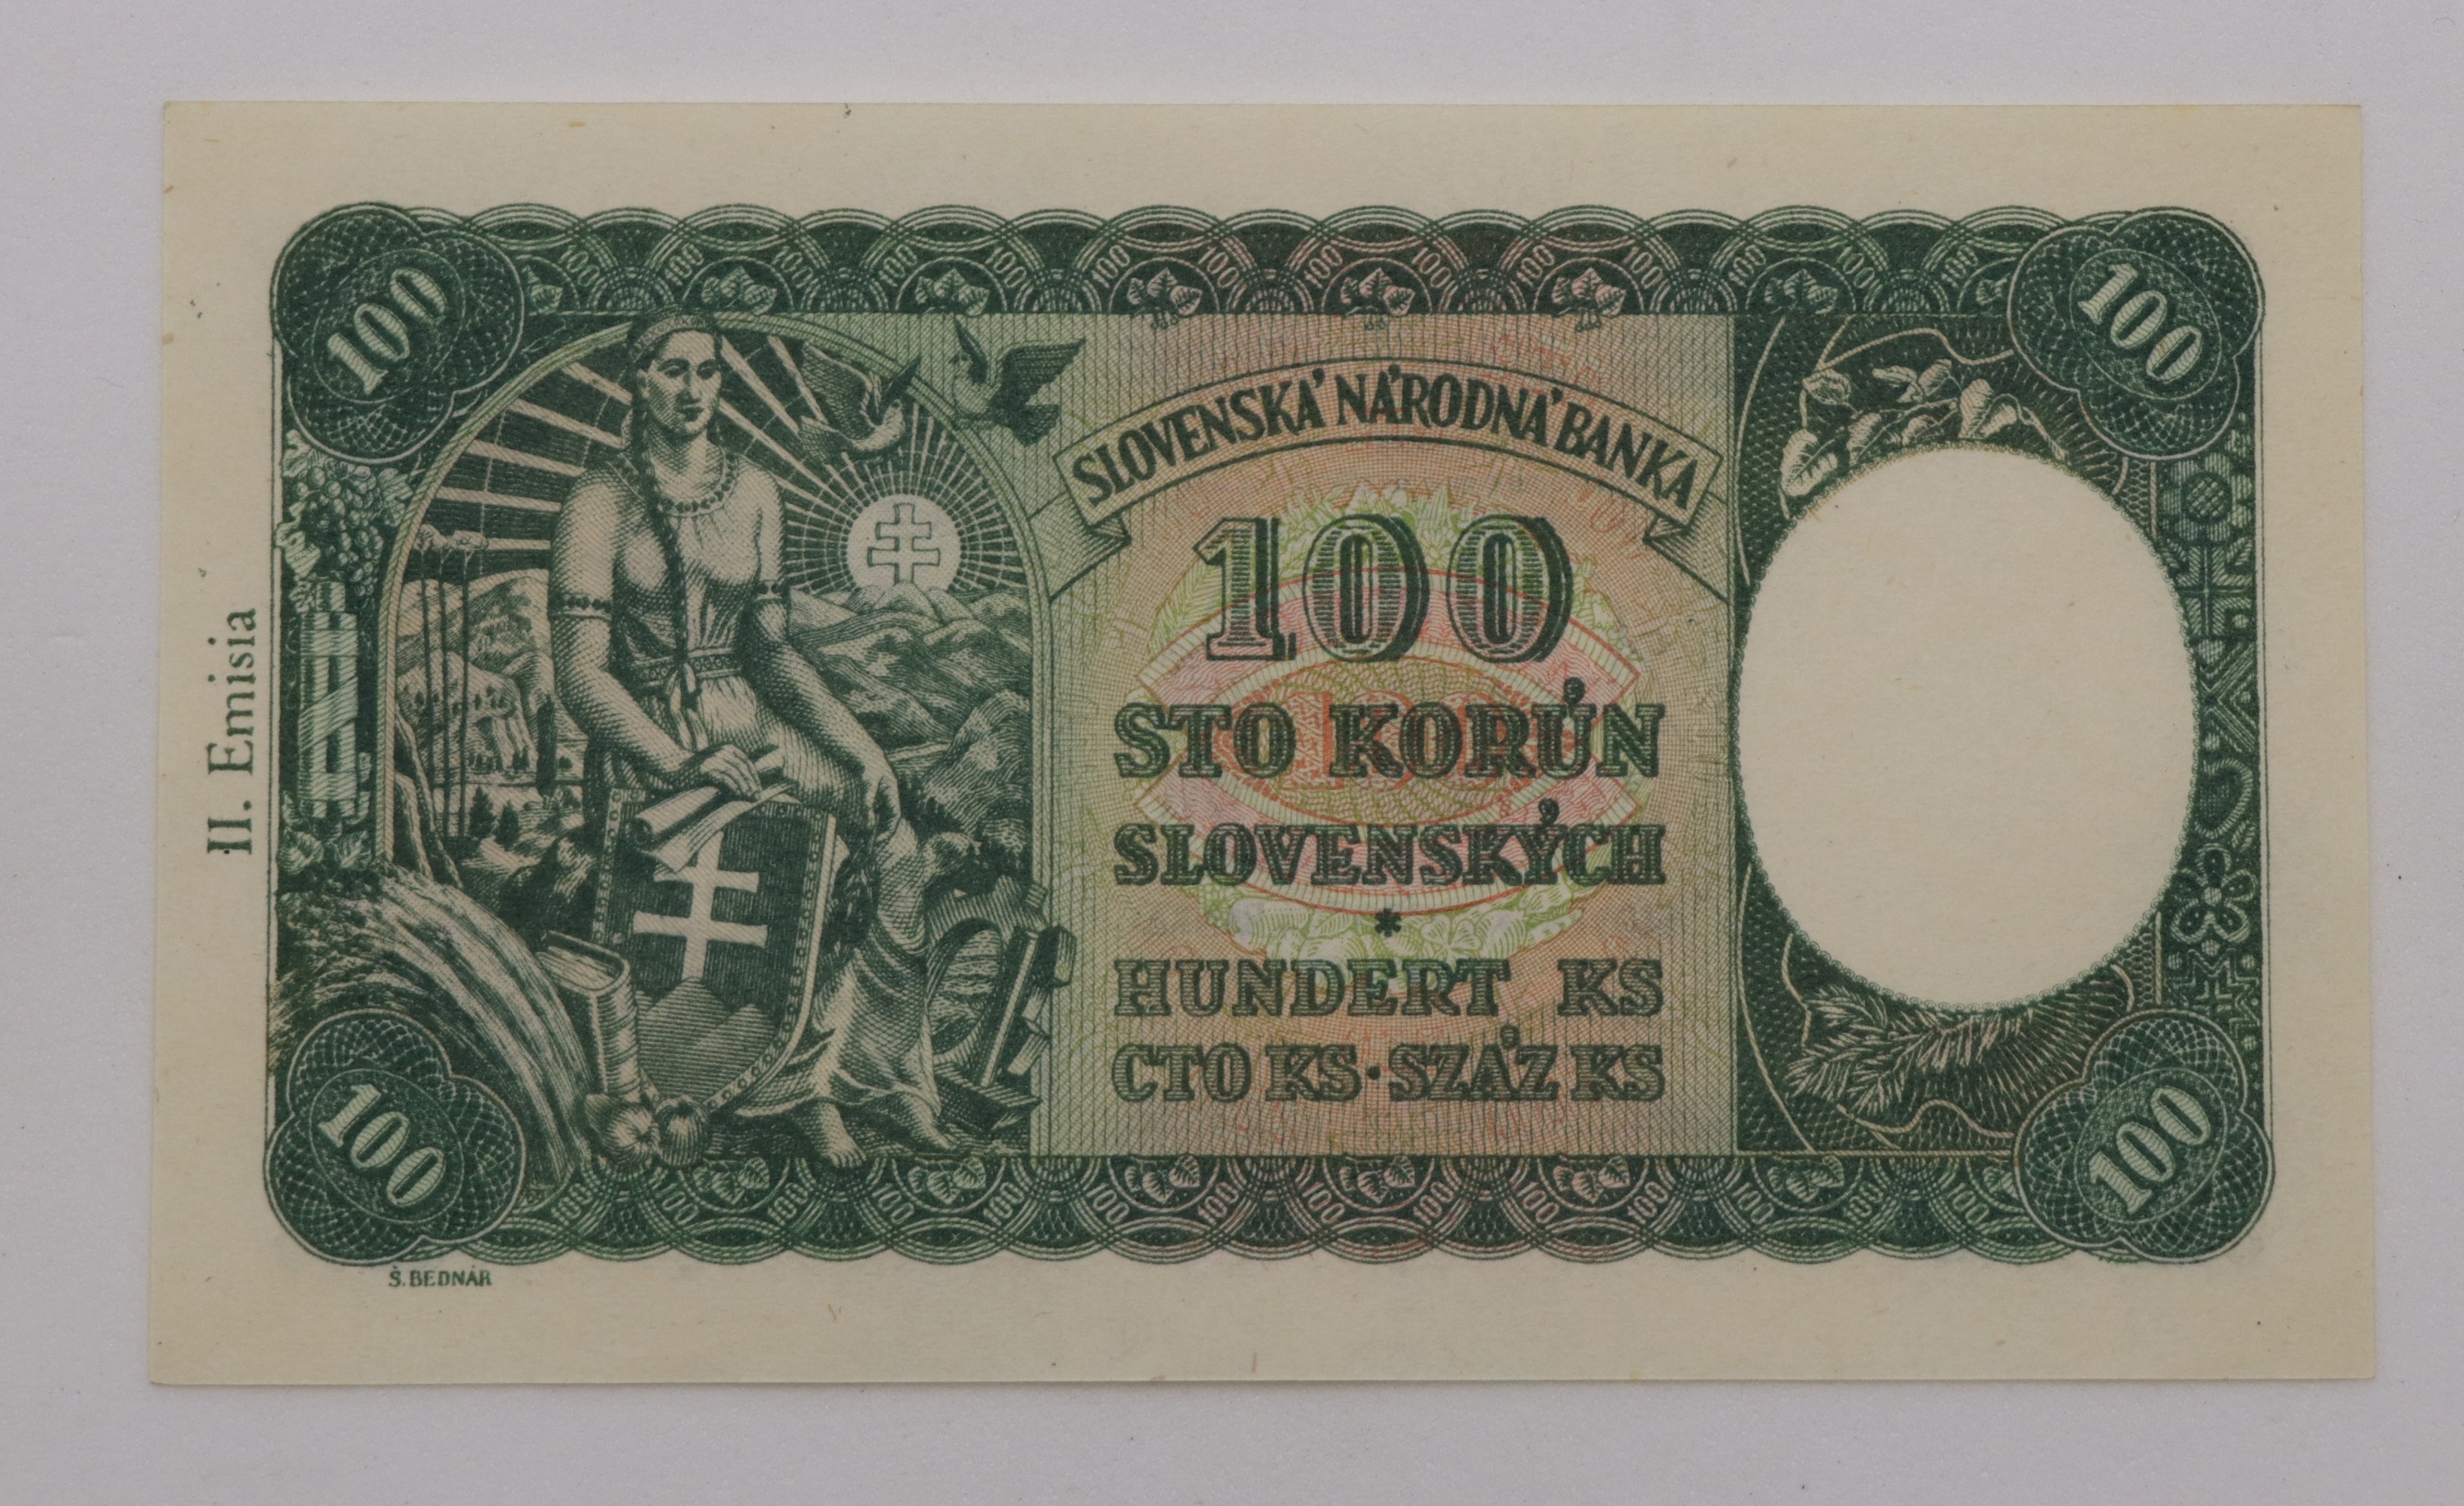 II. Emisia
100
100
SLOVENSKÁ NÁRODNÁ BANKA
100
STO KORÚN
SLOVENSKÝCH
*
HUNDERT KS
СТО KS · SZÁZ KS
100
100
Š. BEDNÁR